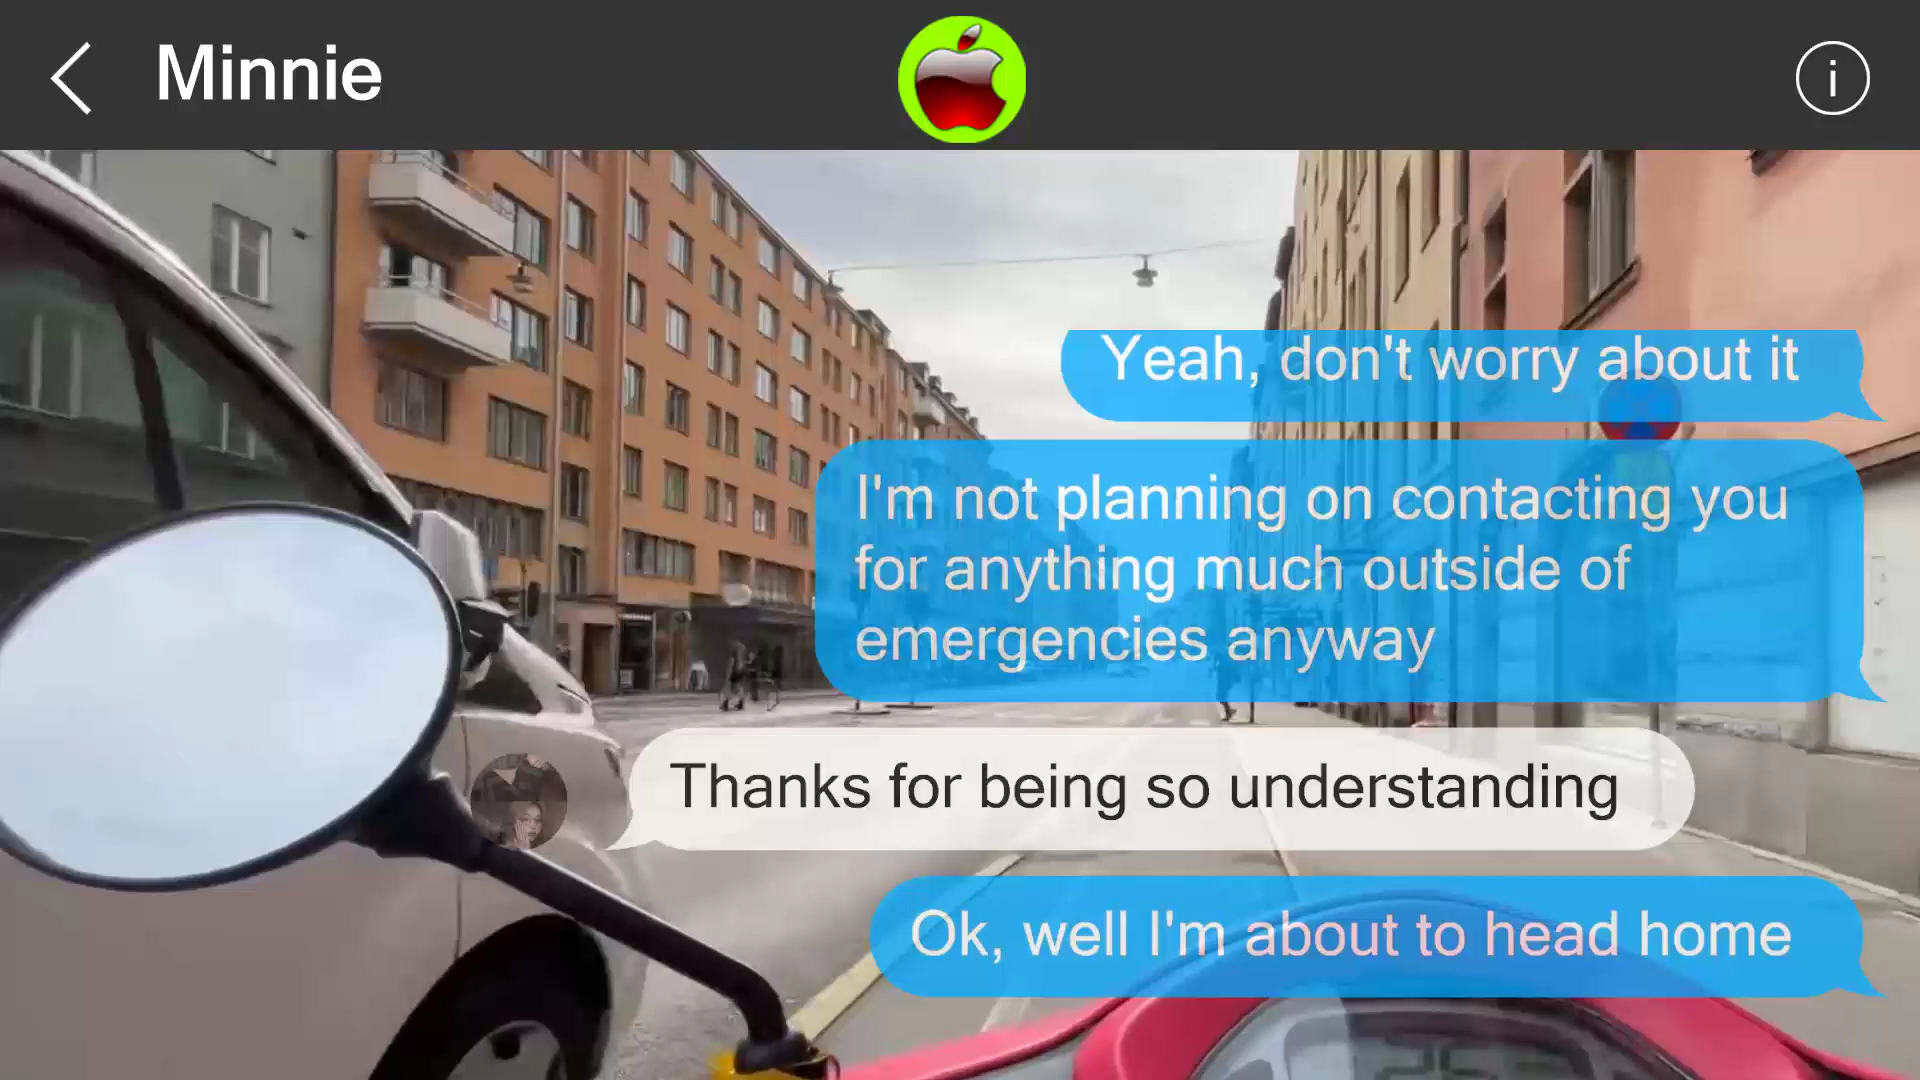 Minnie
Yeah, don't worry about it
I'm not planning on contacting you
for anything much outside of
emergencies anyway
Thanks for being so understanding
Ok, well I'm about to head home